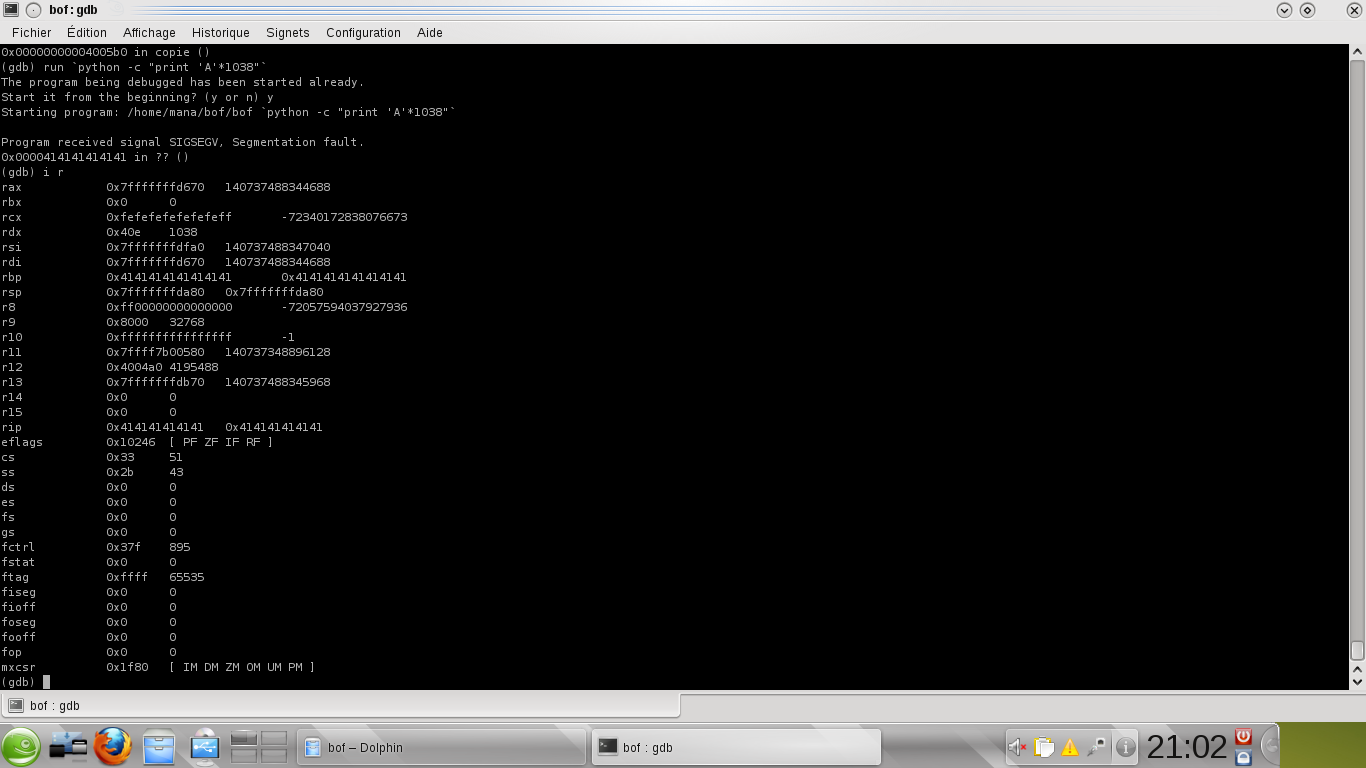 bof : gdb
Fichier Édition Affichage Historique Signets Configuration Aide
0x00000000004005b0 in copie ()
(gdb) run `python -c "print 'A'*1038"`
The program being debugged has been started already.
Start it from the beginning? (y or n) y
Starting program: /home/mana/bof/bof `python -c "print 'A'*1038"`
Program received signal SIGSEGV, Segmentation fault.
0x0000414141414141 in ?? ()
(gdb) i r
rax 0x7fffffffd670 140737488344688
rbx 0x0 0
rcx 0xfefefefefefefeff -72340172838076673
rdx 0x40e 1038
rsi 0x7fffffffdfa0 140737488347040
rdi 0x7fffffffd670 140737488344688
rbp 0x4141414141414141 0x4141414141414141
rsp 0x7fffffffda80 0x7fffffffda80
r8 0xff00000000000000 -72057594037927936
r9 0x8000 32768
r10 0xffffffffffffffff -1
r11 0x7ffff7b00580 140737348896128
r12 0x4004a0 4195488
r13 0x7fffffffdb70 140737488345968
r14 0x0 0
r15 0x0 0
rip 0x414141414141 0x414141414141
eflags 0x10246 [ PF ZF IF RF ]
cs 0x33 51
ss 0x2b 43
ds 0x0 0
es 0x0 0
fs 0x0 0
gs 0x0 0
fctrl 0x37f 895
fstat 0x0 0
ftag 0xffff 65535
fiseg 0x0 0
fioff 0x0 0
foseg 0x0 0
fooff 0x0 0
fop 0x0 0
mxcsr 0x1f80 [ IM DM ZM OM UM PM ]
(gdb)
bof : gdb
bof – Dolphin bof : gdb 21:02